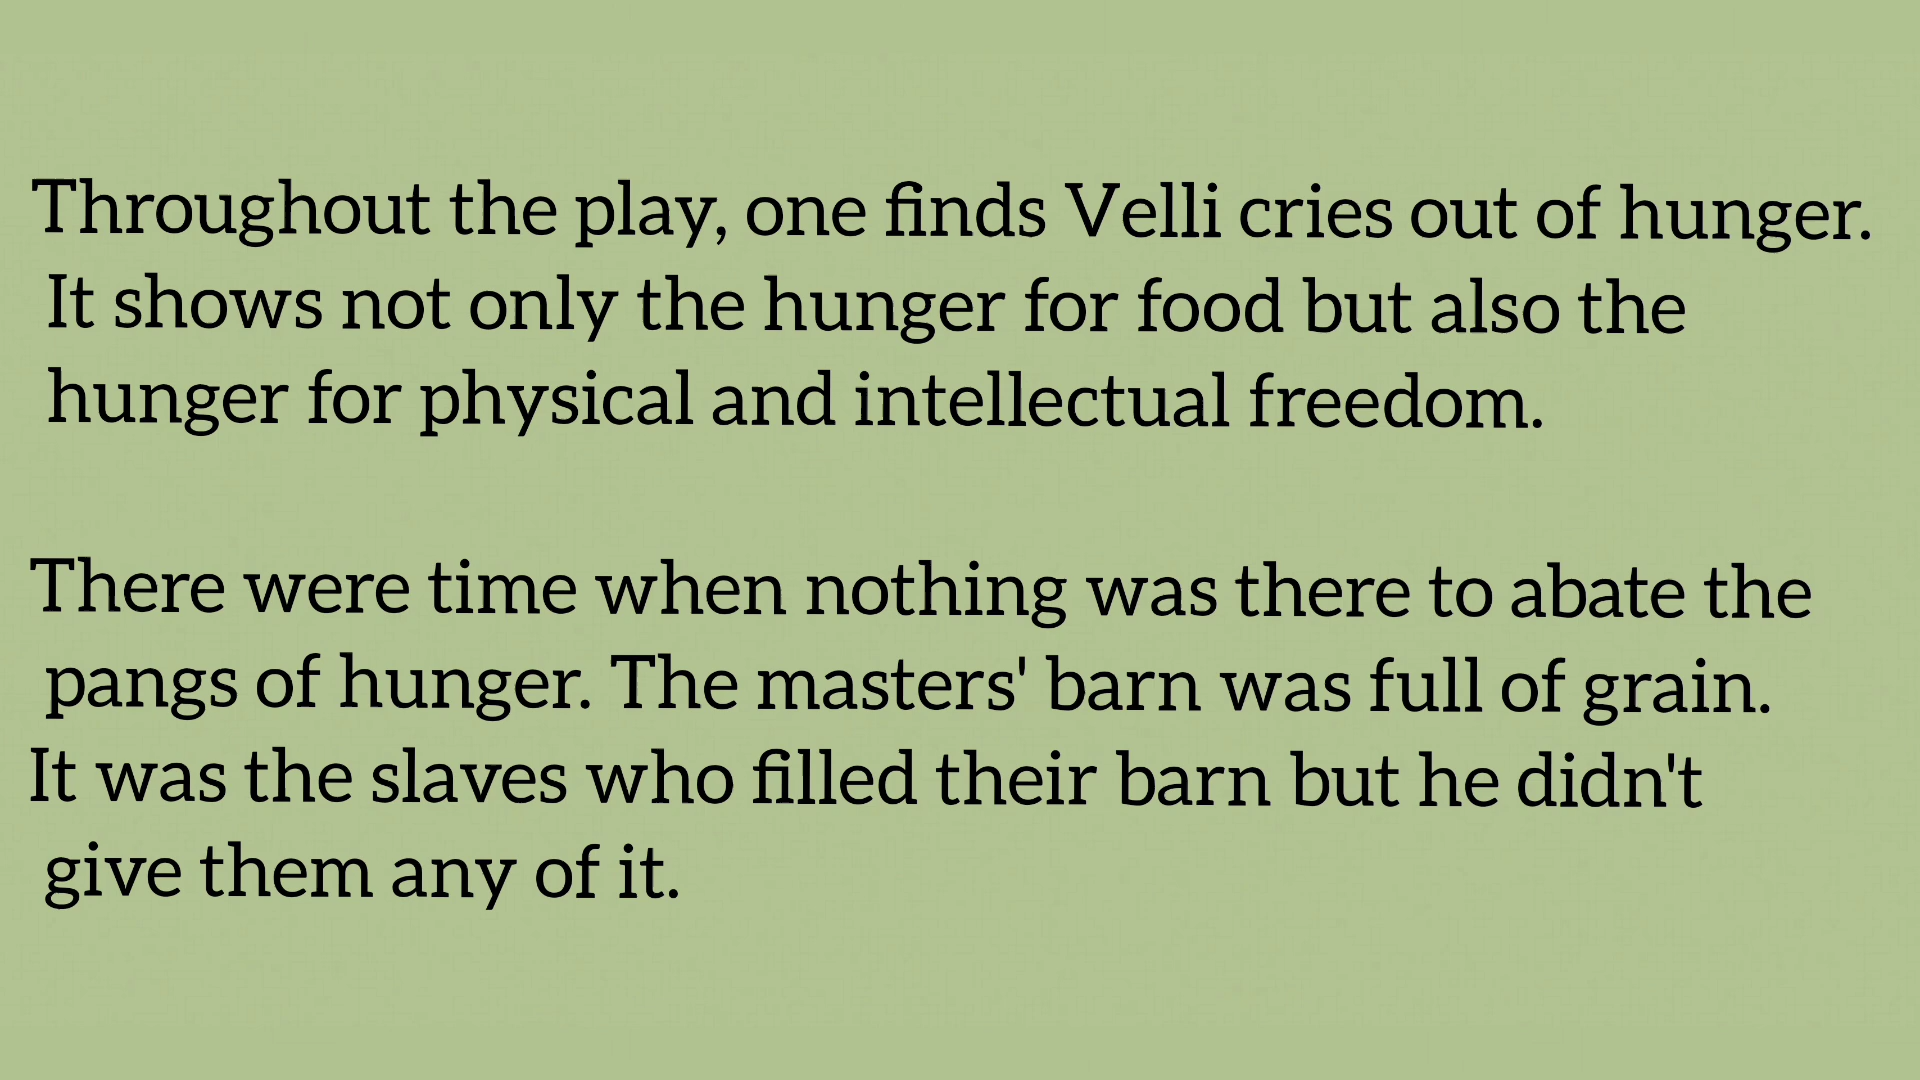 Throughout the play, one finds Velli cries out of hunger.
It shows not only the hunger for food but also the
hunger for physical and intellectual freedom.
There were time when nothing was there to abate the
pangs of hunger. The masters' barn was full of grain.
It was the slaves who filled their barn but he didn't
give them any of it.